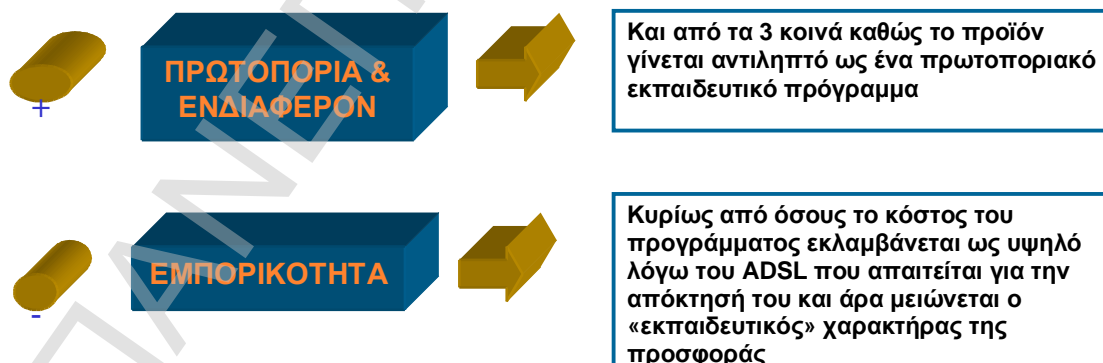 ΠΡΩΤΟΠΟΡΙΑ &
ΕΝΔΙΑΦΕΡΟΝ
+
Και από τα 3 κοινά καθώς το προϊόν
γίνεται αντιληπτό ως ένα πρωτοποριακό
εκπαιδευτικό πρόγραμμα
ΕΜΠΟΡΙΚΟΤΗΤΑ
-
Κυρίως από όσους το κόστος του
προγράμματος εκλαμβάνεται ως υψηλό
λόγω του ADSL που απαιτείται για την
απόκτησή του και άρα μειώνεται ο
«εκπαιδευτικός» χαρακτήρας της
προσφοράς